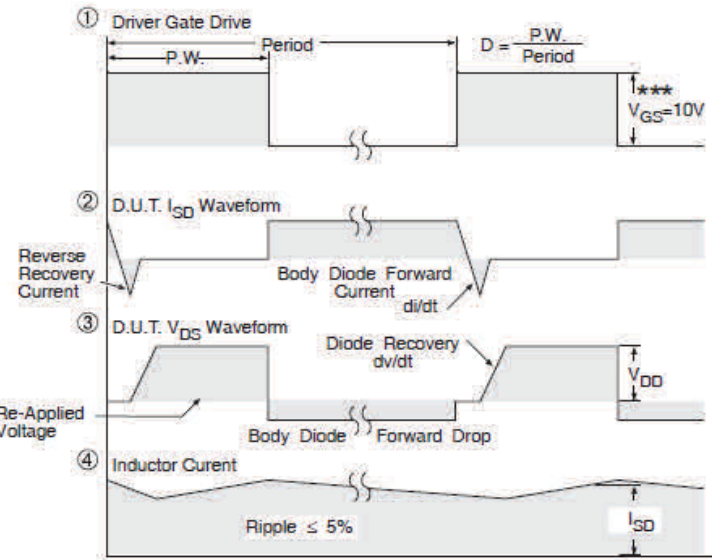 ① Driver Gate Drive
Period
P.W.
D = P.W.
Period
***
VGS=10V
② D.U.T. ISD Waveform
Reverse
Recovery
Current
Body Diode Forward
Current
di/dt
③ D.U.T. VDS Waveform
Diode Recovery
dv/dt
VDD
Re-Applied
Voltage
Body Diode Forward Drop
④ Inductor Curent
Ripple ≤ 5%
ISD